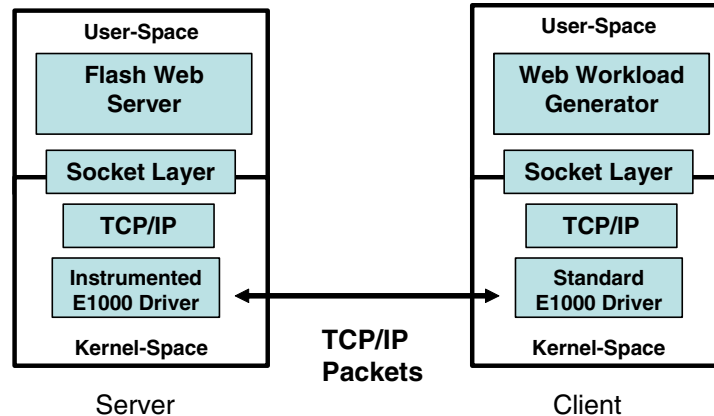 User-Space
Flash Web
Server
Socket Layer
TCP/IP
Instrumented
E1000 Driver
Kernel-Space
Server
TCP/IP
Packets
User-Space
Web Workload
Generator
Socket Layer
TCP/IP
Standard
E1000 Driver
Kernel-Space
Client